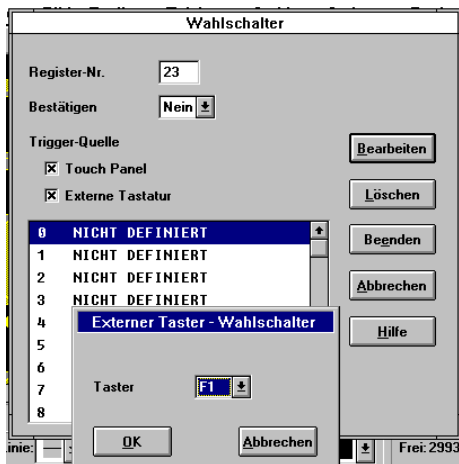 Wahlschalter
Register-Nr. 23
Bestätigen Nein
Trigger-Quelle
Touch Panel
Externe Tastatur
Bearbeiten
Löschen
Beenden
Abbrechen
Hilfe
0 NICHT DEFINIERT
1 NICHT DEFINIERT
2 NICHT DEFINIERT
3 NICHT DEFINIERT
4
5
6
7
8
Externer Taster - Wahlschalter
Taster F1
OK Abbrechen
Frei: 2993